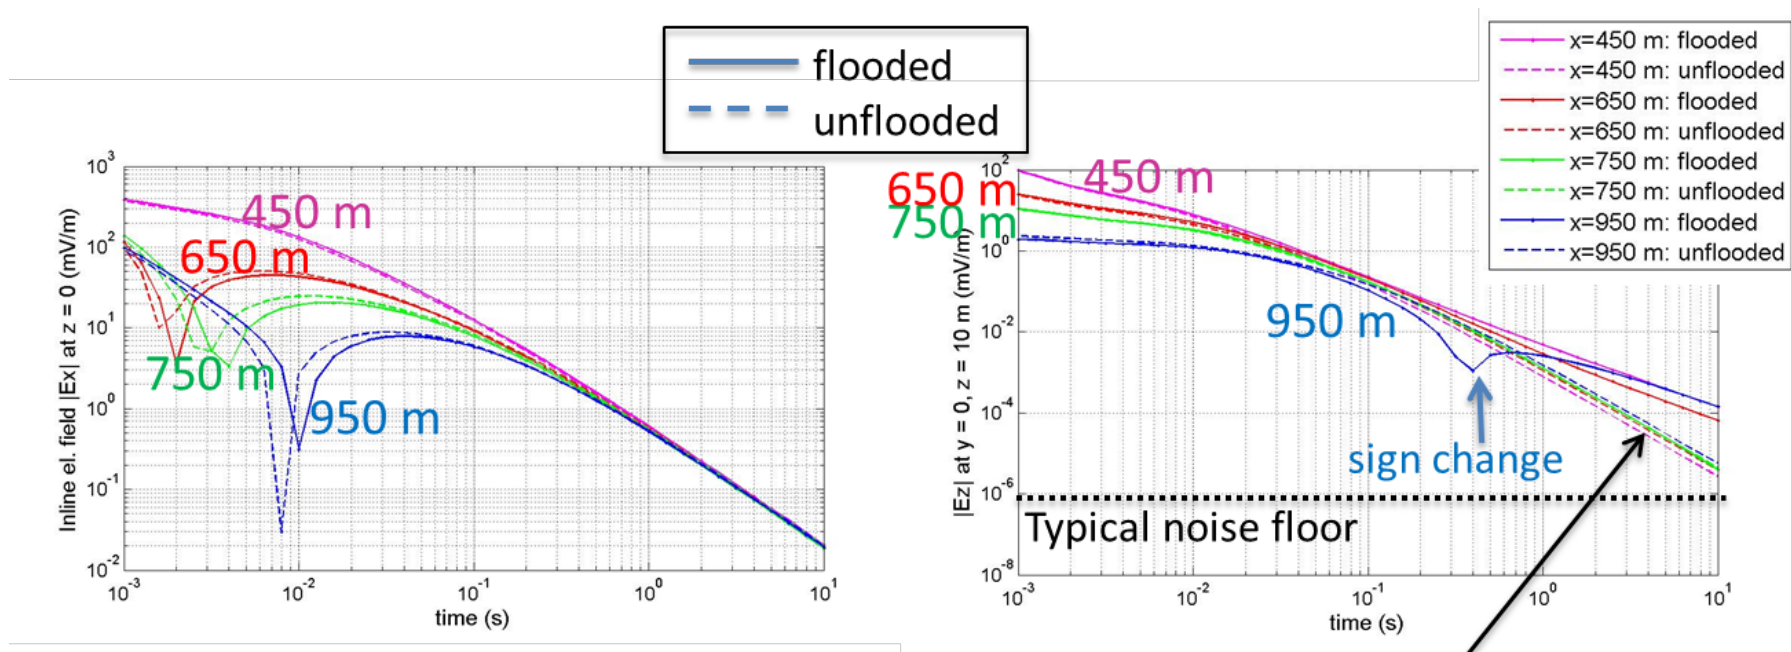 flooded
unflooded
x=450 m: flooded
x=450 m: unflooded
x=650 m: flooded
x=650 m: unflooded
x=750 m: flooded
x=750 m: unflooded
x=950 m: flooded
x=950 m: unflooded
Inline el. field |Ex| at z = 0 (mV/m)
10³
10²
10¹
10⁰
10⁻¹
10⁻²
450 m
650 m
750 m
950 m
10⁻³
10⁻²
10⁻¹
10⁰
10¹
time (s)
|Ez| at y = 0, z = 10 m (mV/m)
10²
10⁰
10⁻²
10⁻⁴
10⁻⁶
10⁻⁸
450 m
650 m
750 m
950 m
sign change
Typical noise floor
10⁻³
10⁻²
10⁻¹
10⁰
10¹
time (s)